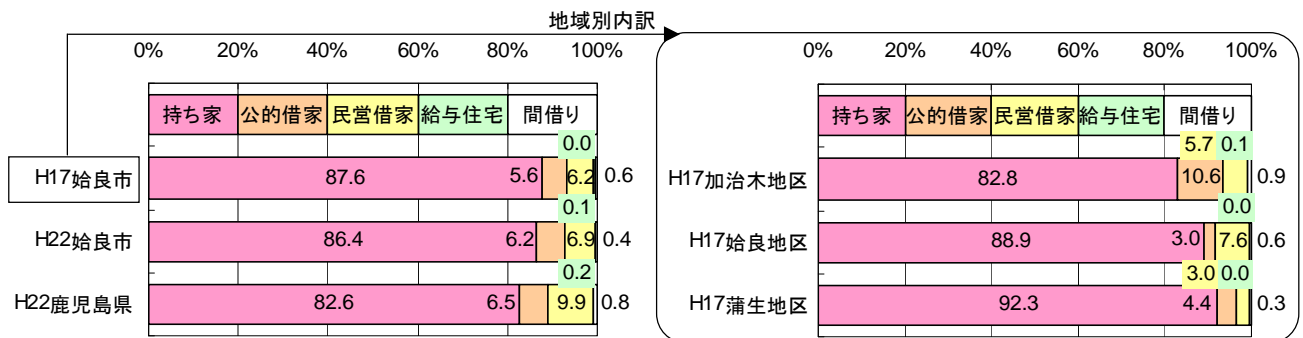 地域別内訳
0% 20% 40% 60% 80% 100%
持ち家 公的借家 民営借家 給与住宅 間借り
0.0
H17姶良市 87.6 5.6 6.2 0.6
0.1
H22姶良市 86.4 6.2 6.9 0.4
0.2
H22鹿児島県 82.6 6.5 9.9 0.8
0% 20% 40% 60% 80% 100%
持ち家 公的借家 民営借家 給与住宅 間借り
5.7 0.1
H17加治木地区 82.8 10.6 0.9
0.0
H17姶良地区 88.9 3.0 7.6 0.6
3.0 0.0
H17蒲生地区 92.3 4.4 0.3